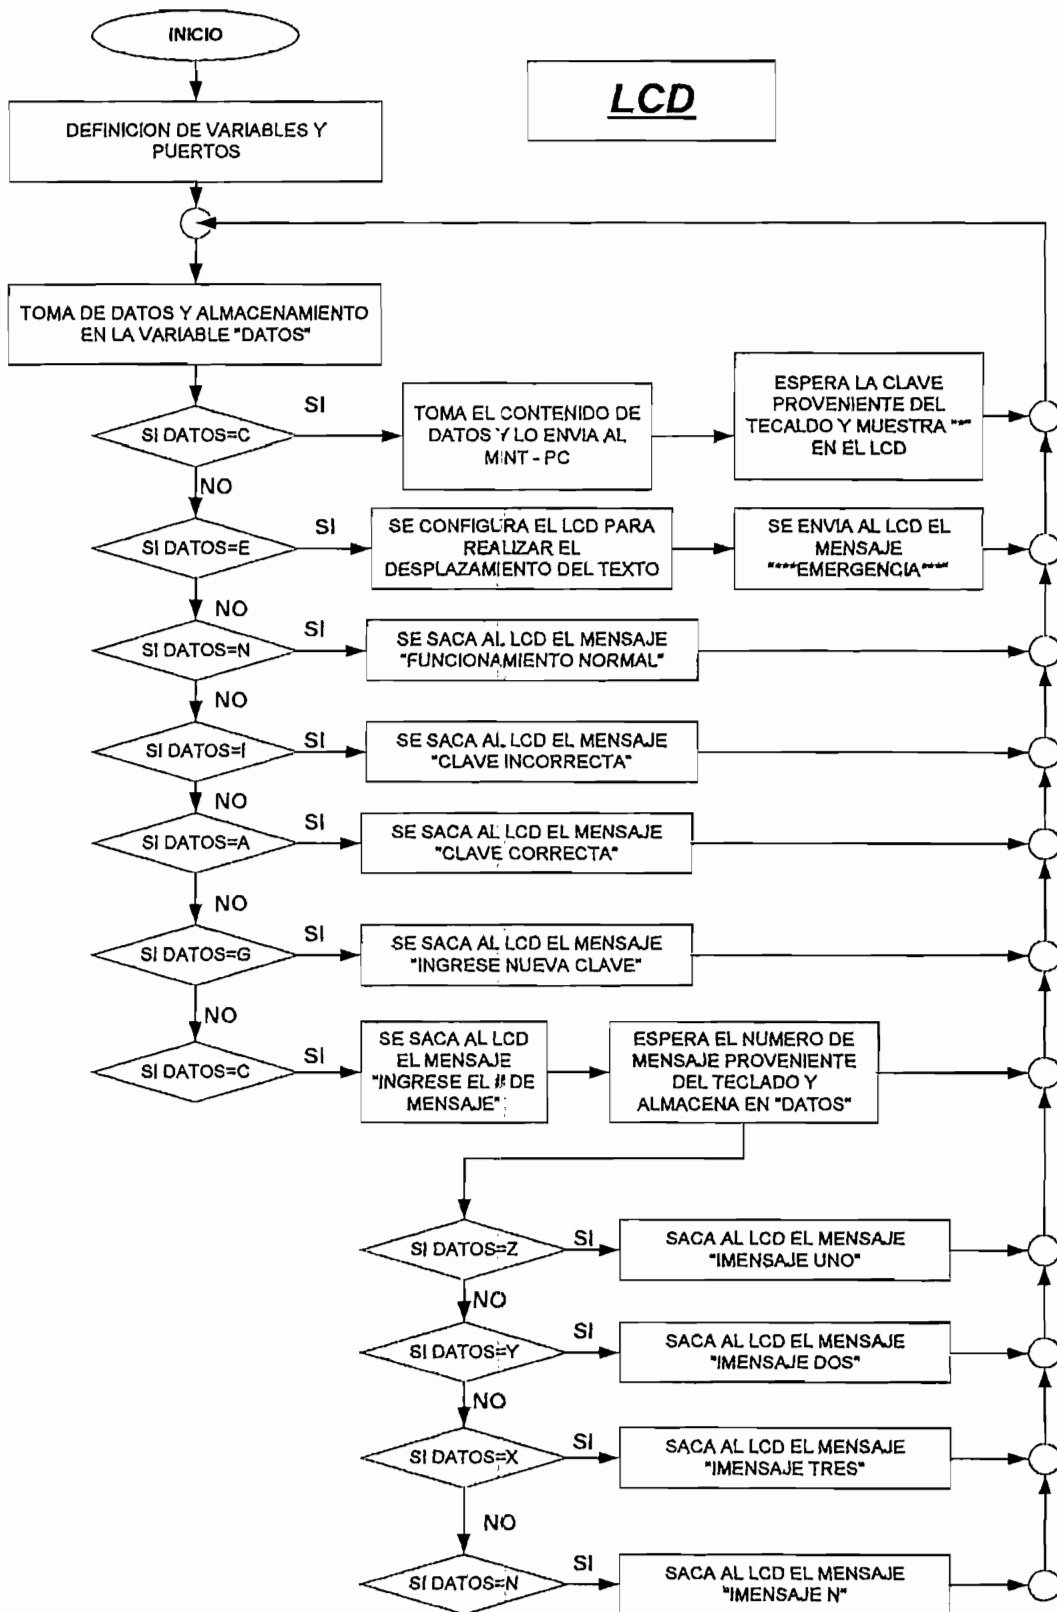 INICIO
LCD
DEFINICION DE VARIABLES Y
PUERTOS
TOMA DE DATOS Y ALMACENAMIENTO
EN LA VARIABLE "DATOS"
SI DATOS=C
SI
TOMA EL CONTENIDO DE
DATOS Y LO ENVIA AL
MINT - PC
ESPERA LA CLAVE
PROVENIENTE DEL
TECALDO Y MUESTRA "*"
EN EL LCD
NO
SI DATOS=E
SI
SE CONFIGURA EL LCD PARA
REALIZAR EL
DESPLAZAMIENTO DEL TEXTO
SE ENVIA AL LCD EL
MENSAJE
"***EMERGENCIA***"
NO
SI DATOS=N
SI
SE SACA AL LCD EL MENSAJE
"FUNCIONAMIENTO NORMAL"
NO
SI DATOS=I
SI
SE SACA AL LCD EL MENSAJE
"CLAVE INCORRECTA"
NO
SI DATOS=A
SI
SE SACA AL LCD EL MENSAJE
"CLAVE CORRECTA"
NO
SI DATOS=G
SI
SE SACA AL LCD EL MENSAJE
"INGRESE NUEVA CLAVE"
NO
SI DATOS=C
SI
SE SACA AL LCD
EL MENSAJE
"INGRESE EL # DE
MENSAJE"
ESPERA EL NUMERO DE
MENSAJE PROVENIENTE
DEL TECLADO Y
ALMACENA EN "DATOS"
SI DATOS=Z
SI
SACA AL LCD EL MENSAJE
"IMENSAJE UNO"
NO
SI DATOS=Y
SI
SACA AL LCD EL MENSAJE
"IMENSAJE DOS"
NO
SI DATOS=X
SI
SACA AL LCD EL MENSAJE
"IMENSAJE TRES"
NO
SI DATOS=N
SI
SACA AL LCD EL MENSAJE
"IMENSAJE N"